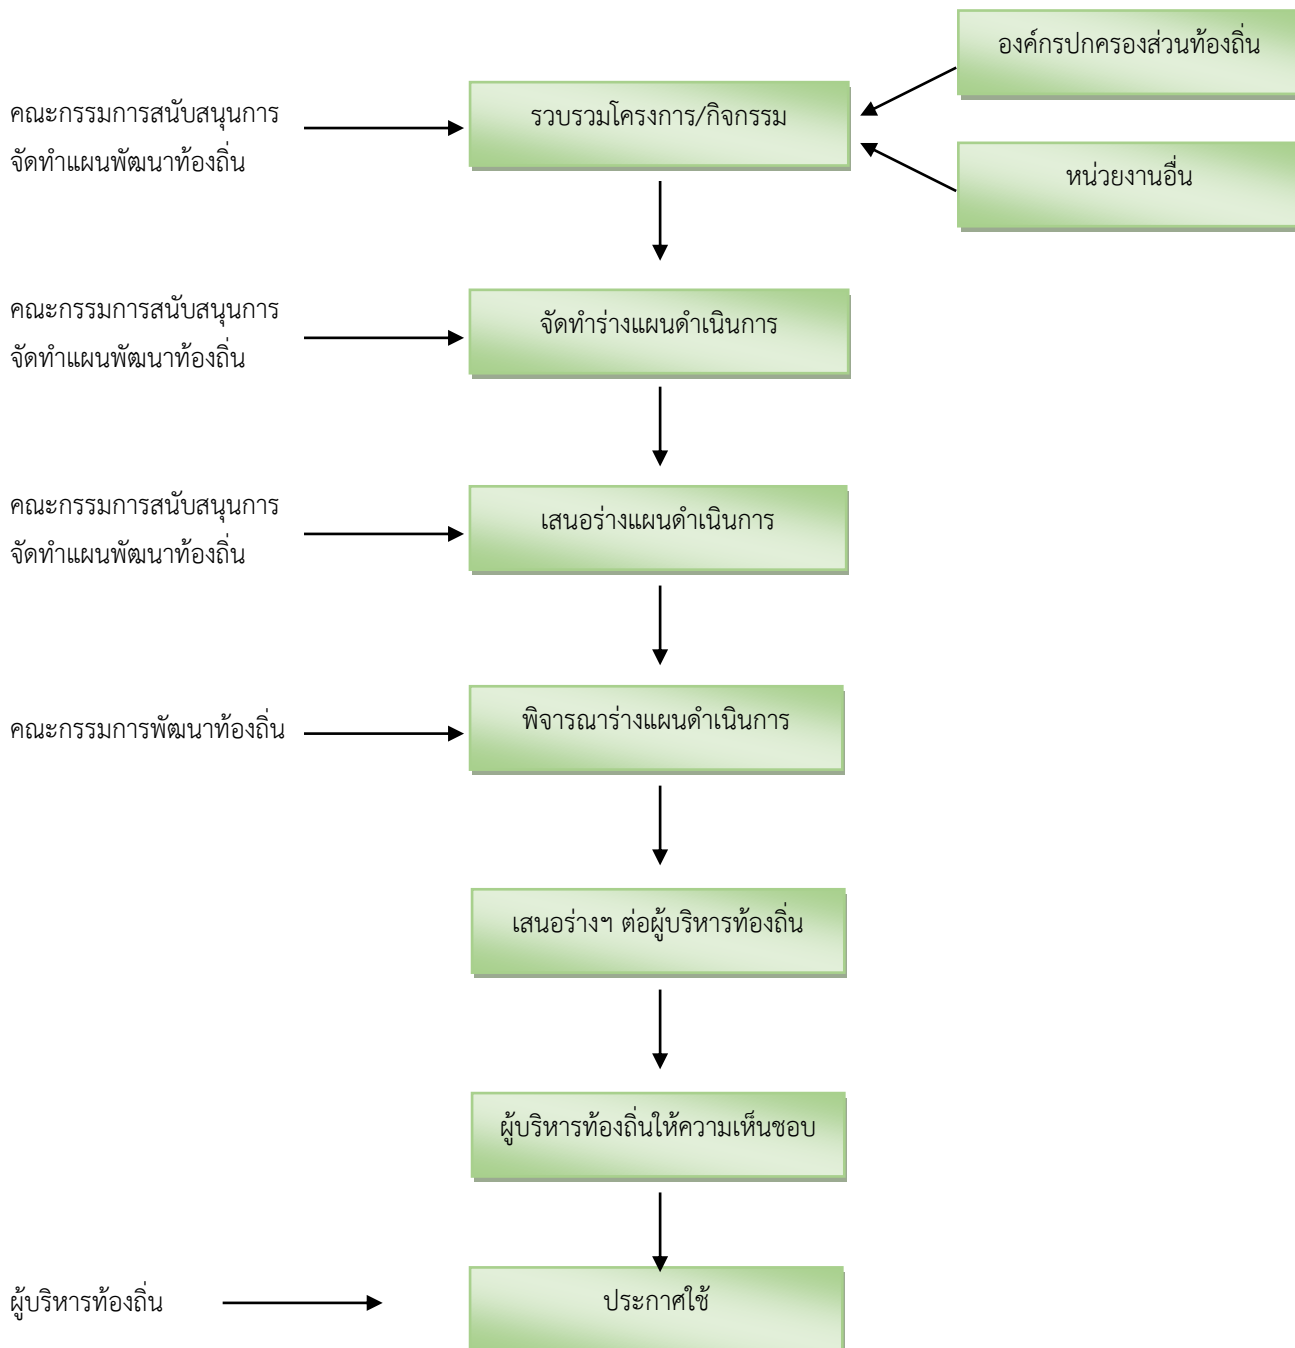 องค์กรปกครองส่วนท้องถิ่น
คณะกรรมการสนับสนุนการ
จัดทำแผนพัฒนาท้องถิ่น
รวบรวมโครงการ/กิจกรรม
หน่วยงานอื่น
คณะกรรมการสนับสนุนการ
จัดทำแผนพัฒนาท้องถิ่น
จัดทำร่างแผนดำเนินการ
คณะกรรมการสนับสนุนการ
จัดทำแผนพัฒนาท้องถิ่น
เสนอร่างแผนดำเนินการ
คณะกรรมการพัฒนาท้องถิ่น
พิจารณาร่างแผนดำเนินการ
เสนอร่างฯ ต่อผู้บริหารท้องถิ่น
ผู้บริหารท้องถิ่นให้ความเห็นชอบ
ผู้บริหารท้องถิ่น
ประกาศใช้